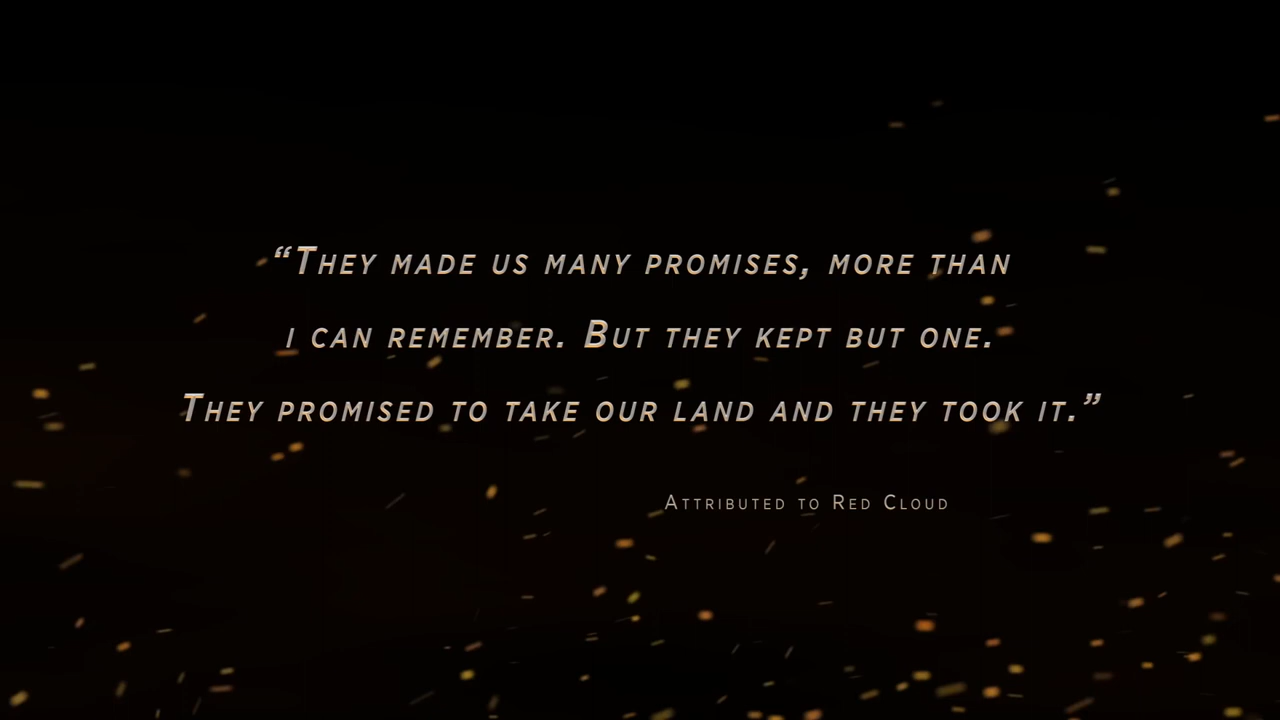 “They made us many promises, more than
I can remember. But they kept but one.
They promised to take our land and they took it.”
Attributed to Red Cloud